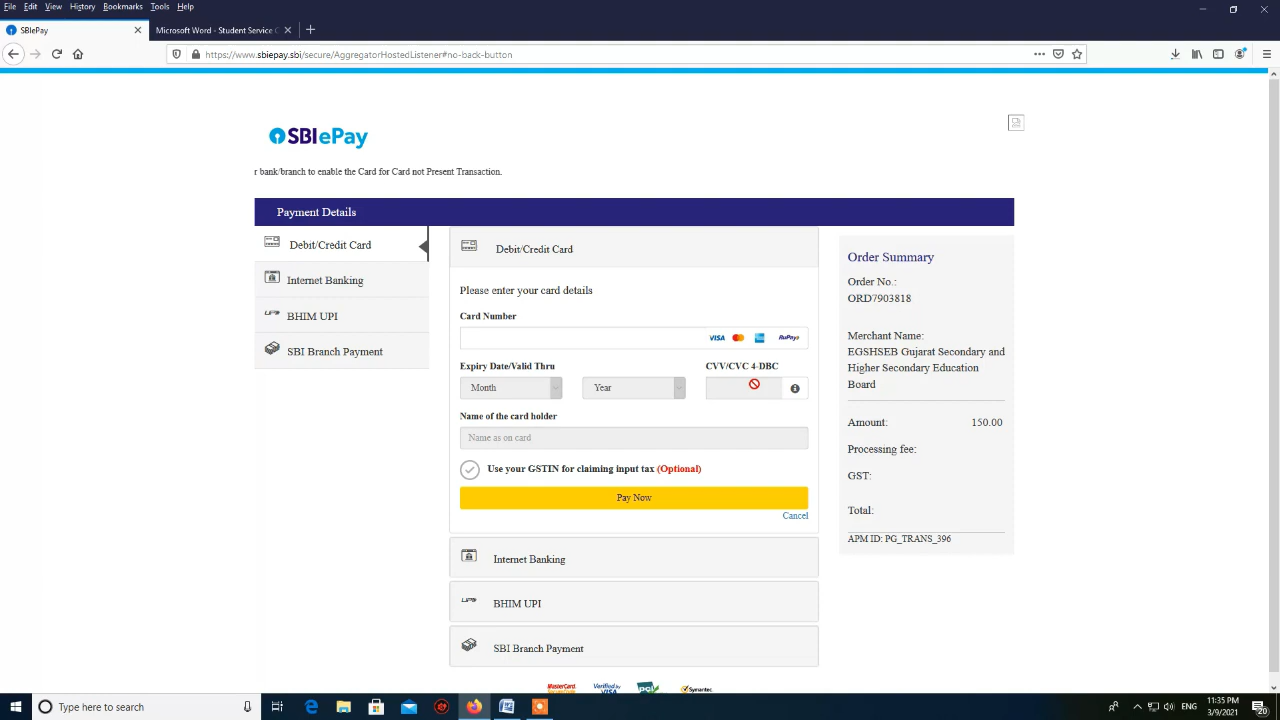 File Edit View History Bookmarks Tools Help
SBIePay
Microsoft Word - Student Service C
https://www.sbiepay.sbi/secure/AggregatorHostedListener#no-back-button
SBIePay
r bank/branch to enable the Card for Card not Present Transaction.
Payment Details
Debit/Credit Card
Internet Banking
BHIM UPI
SBI Branch Payment
Debit/Credit Card
Please enter your card details
Card Number
VISA RuPay
Expiry Date/Valid Thru CVV/CVC 4-DBC
Month Year
Name of the card holder
Name as on card
Use your GSTIN for claiming input tax (Optional)
Pay Now
Cancel
Internet Banking
BHIM UPI
SBI Branch Payment
Order Summary
Order No.:
ORD7903818
Merchant Name:
EGSHSEB Gujarat Secondary and
Higher Secondary Education
Board
Amount: 150.00
Processing fee:
GST:
Total:
APM ID: PG_TRANS_396
MasterCard Verified by VISA Symantec
Type here to search
ENG
11:35 PM
3/9/2021
20